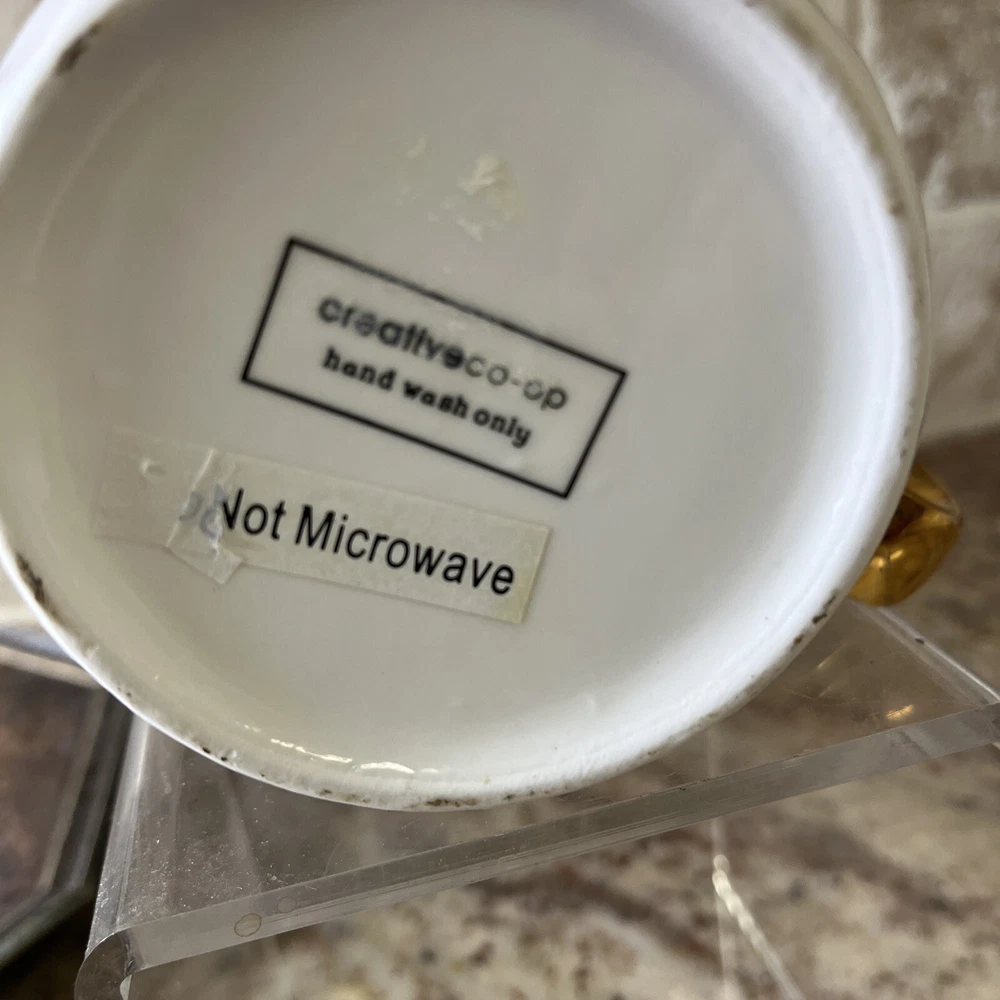 creativeco-op
hand wash only
Not Microwave